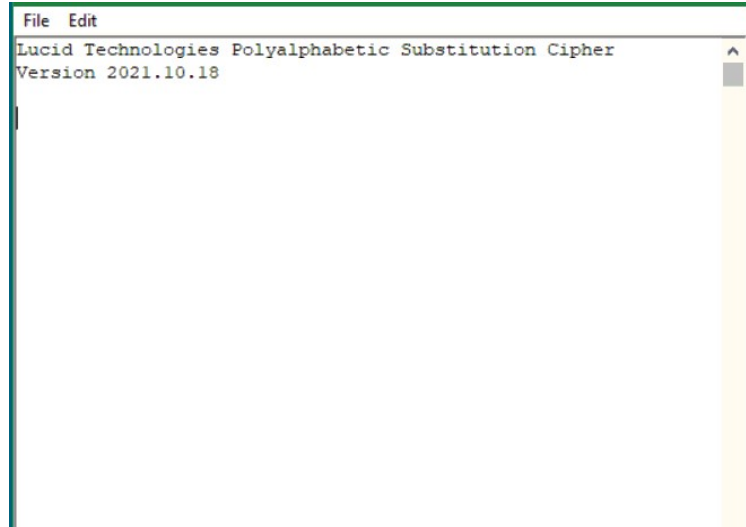 File Edit
Lucid Technologies Polyalphabetic Substitution Cipher
Version 2021.10.18